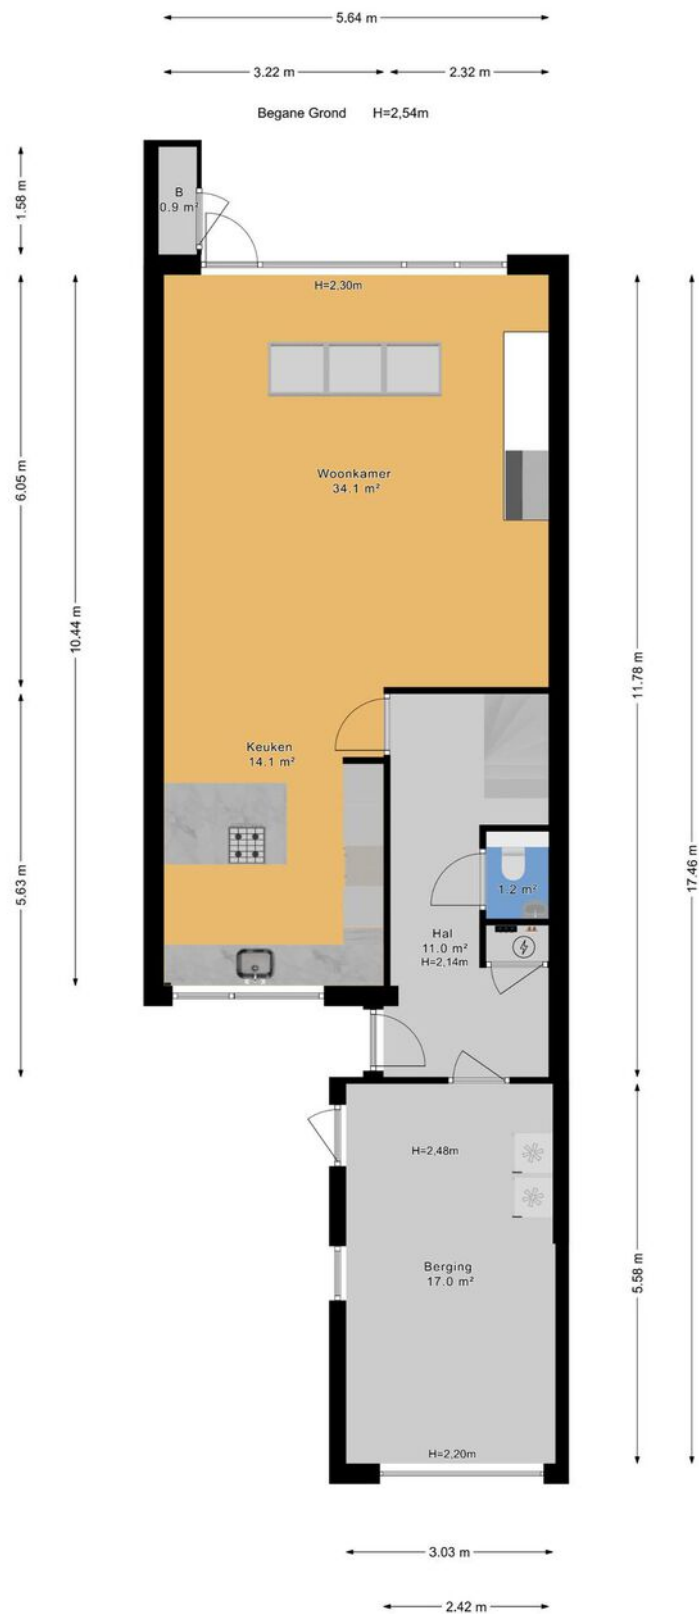 5.64 m
3.22 m
2.32 m
Begane Grond H=2,54m
1.58 m
B
0.9 m²
H=2,30m
6.05 m
10.44 m
11.78 m
17.46 m
Woonkamer
34.1 m²
Keuken
14.1 m²
5.63 m
1.2 m²
Hal
11.0 m²
H=2,14m
H=2,48m
5.58 m
Berging
17.0 m²
H=2,20m
3.03 m
2.42 m